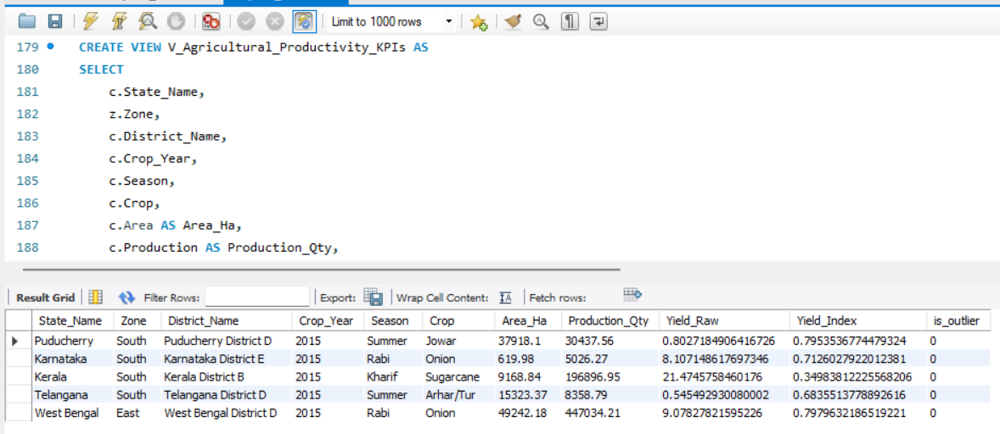 Limit to 1000 rows
179 CREATE VIEW V_Agricultural_Productivity_KPIs AS
180 SELECT
181 c.State_Name,
182 z.Zone,
183 c.District_Name,
184 c.Crop_Year,
185 c.Season,
186 c.Crop,
187 c.Area AS Area_Ha,
188 c.Production AS Production_Qty,
Result Grid Filter Rows: Export: Wrap Cell Content: IA Fetch rows:
State_Name Zone District_Name Crop_Year Season Crop Area_Ha Production_Qty Yield_Raw Yield_Index is_outlier
Puducherry South Puducherry District D 2015 Summer Jowar 37918.1 30437.56 0.8027184906416726 0.7953536774479324 0
Karnataka South Karnataka District E 2015 Rabi Onion 619.98 5026.27 8.107148617697346 0.7126027922012381 0
Kerala South Kerala District B 2015 Kharif Sugarcane 9168.84 196896.95 21.4745758460176 0.34983812225568206 0
Telangana South Telangana District D 2015 Summer Arhar/Tur 15323.37 8358.79 0.545492930080002 0.6835513778892616 0
West Bengal East West Bengal District D 2015 Rabi Onion 49242.18 447034.21 9.07827821595226 0.7979632186519221 0